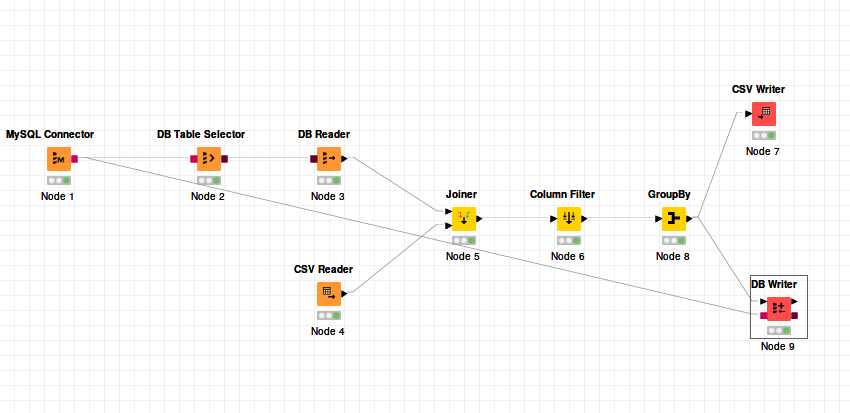 CSV Writer
Node 7
MySQL Connector
Node 1
DB Table Selector
Node 2
DB Reader
Node 3
Joiner
Node 5
Column Filter
Node 6
GroupBy
Node 8
CSV Reader
Node 4
DB Writer
Node 9